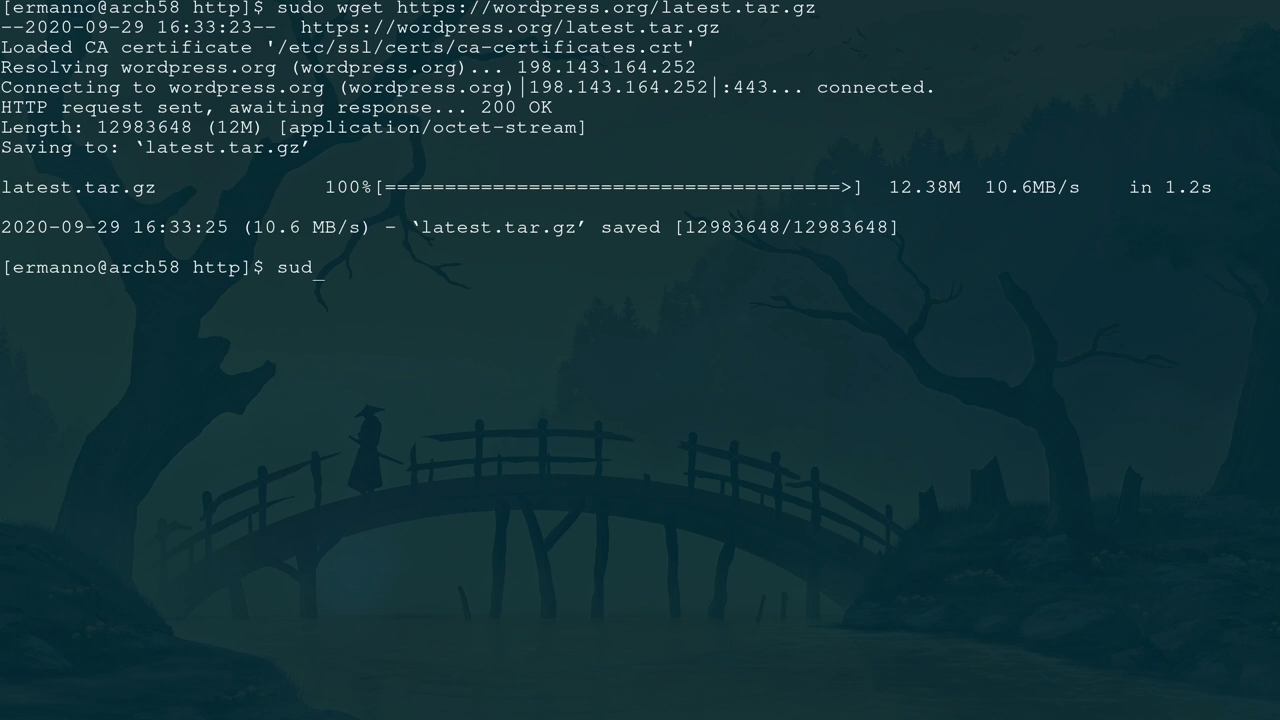 [ermanno@arch58 http]$ sudo wget https://wordpress.org/latest.tar.gz
--2020-09-29 16:33:23--  https://wordpress.org/latest.tar.gz
Loaded CA certificate '/etc/ssl/certs/ca-certificates.crt'
Resolving wordpress.org (wordpress.org)... 198.143.164.252
Connecting to wordpress.org (wordpress.org)|198.143.164.252|:443... connected.
HTTP request sent, awaiting response... 200 OK
Length: 12983648 (12M) [application/octet-stream]
Saving to: ‘latest.tar.gz’
latest.tar.gz              100%[======================================>]  12.38M  10.6MB/s    in 1.2s
2020-09-29 16:33:25 (10.6 MB/s) - ‘latest.tar.gz’ saved [12983648/12983648]
[ermanno@arch58 http]$ sud_